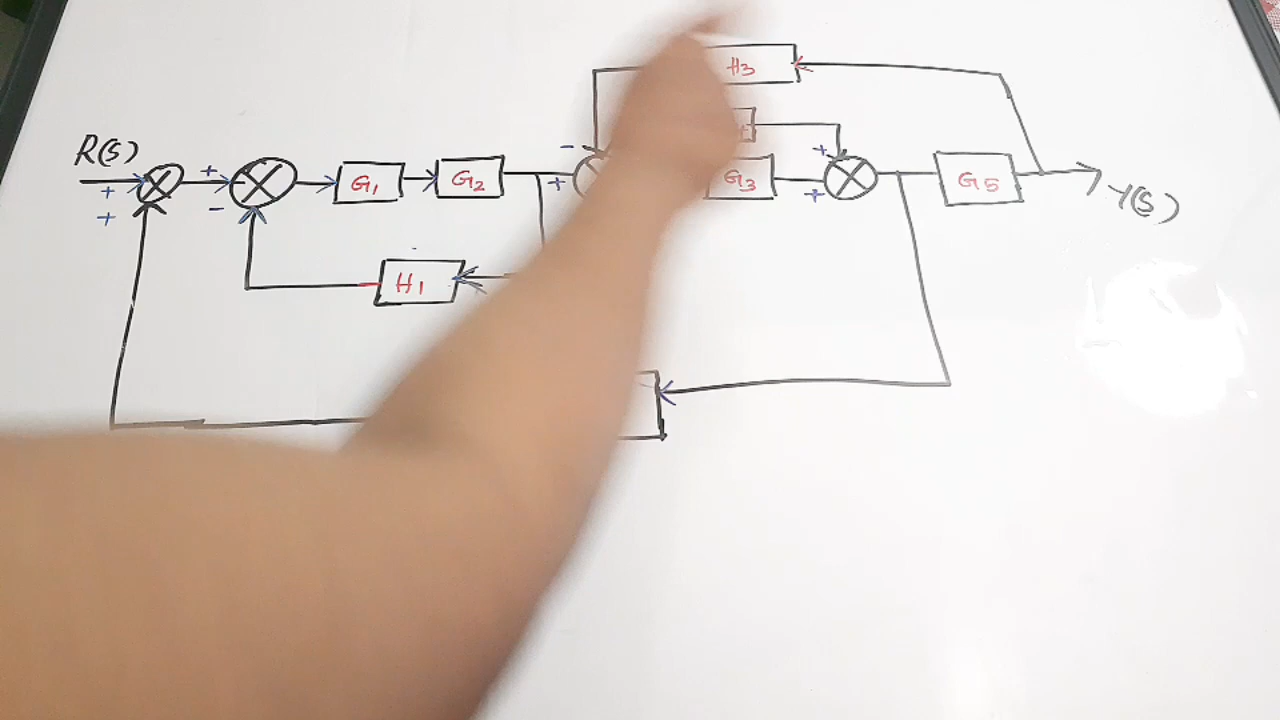 H3
R(S)
+ + - + G1 G2 - + G3 + + G5 Y(S)
+
H1